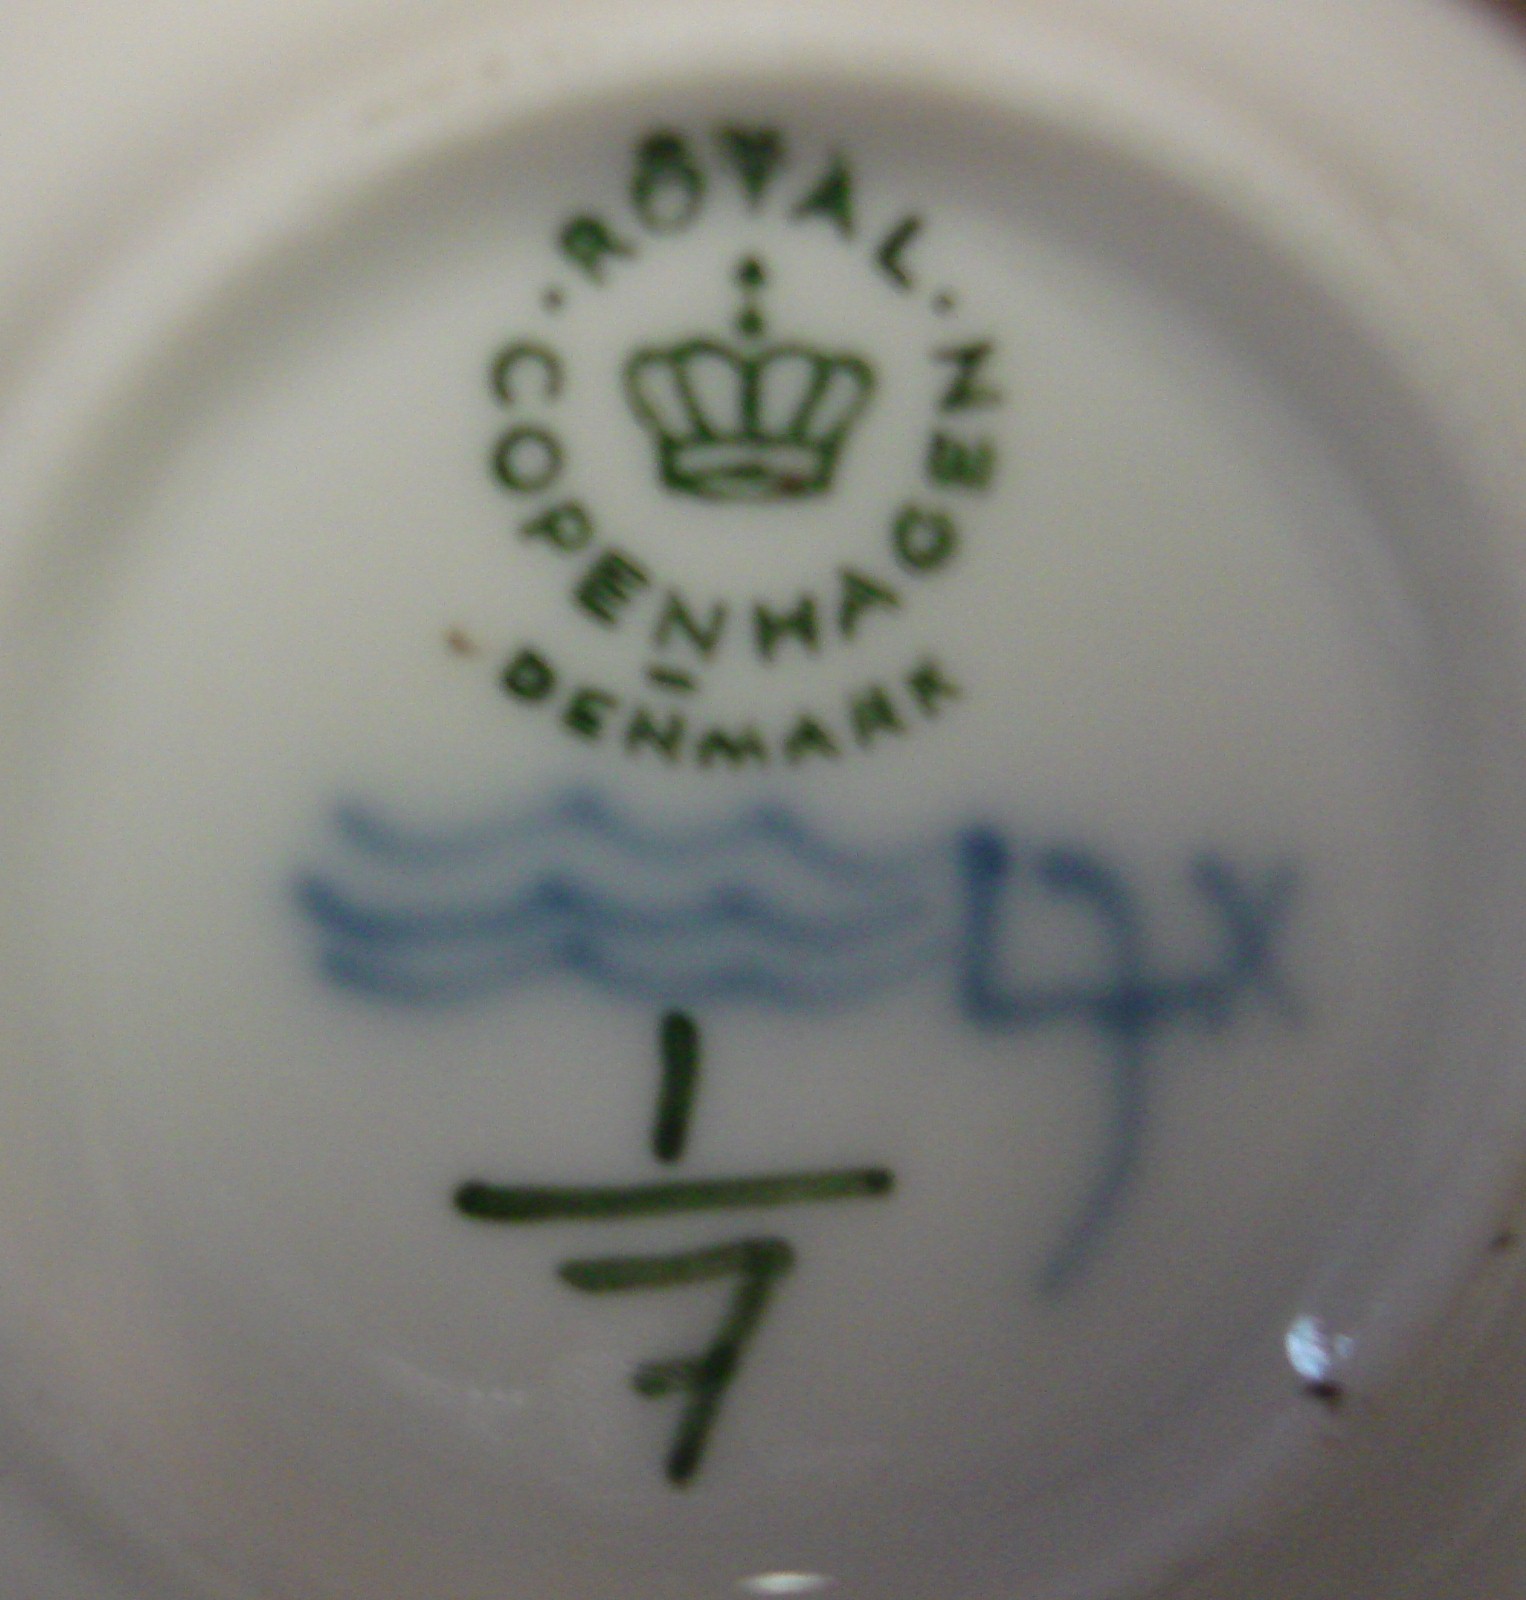 · ROYAL ·
COPENHAGEN
DENMARK
1
7